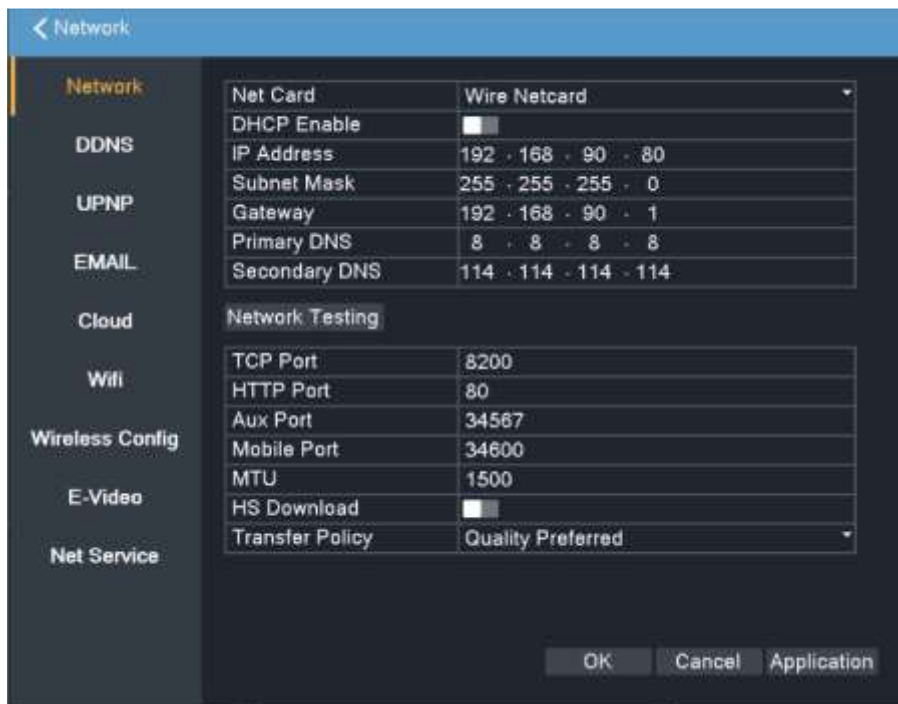 Network
Network
DDNS
UPNP
EMAIL
Cloud
Wifi
Wireless Config
E-Video
Net Service
Net Card Wire Netcard
DHCP Enable
IP Address 192 . 168 . 90 . 80
Subnet Mask 255 . 255 . 255 . 0
Gateway 192 . 168 . 90 . 1
Primary DNS 8 . 8 . 8 . 8
Secondary DNS 114 . 114 . 114 . 114
Network Testing
TCP Port 8200
HTTP Port 80
Aux Port 34567
Mobile Port 34600
MTU 1500
HS Download
Transfer Policy Quality Preferred
OK Cancel Application